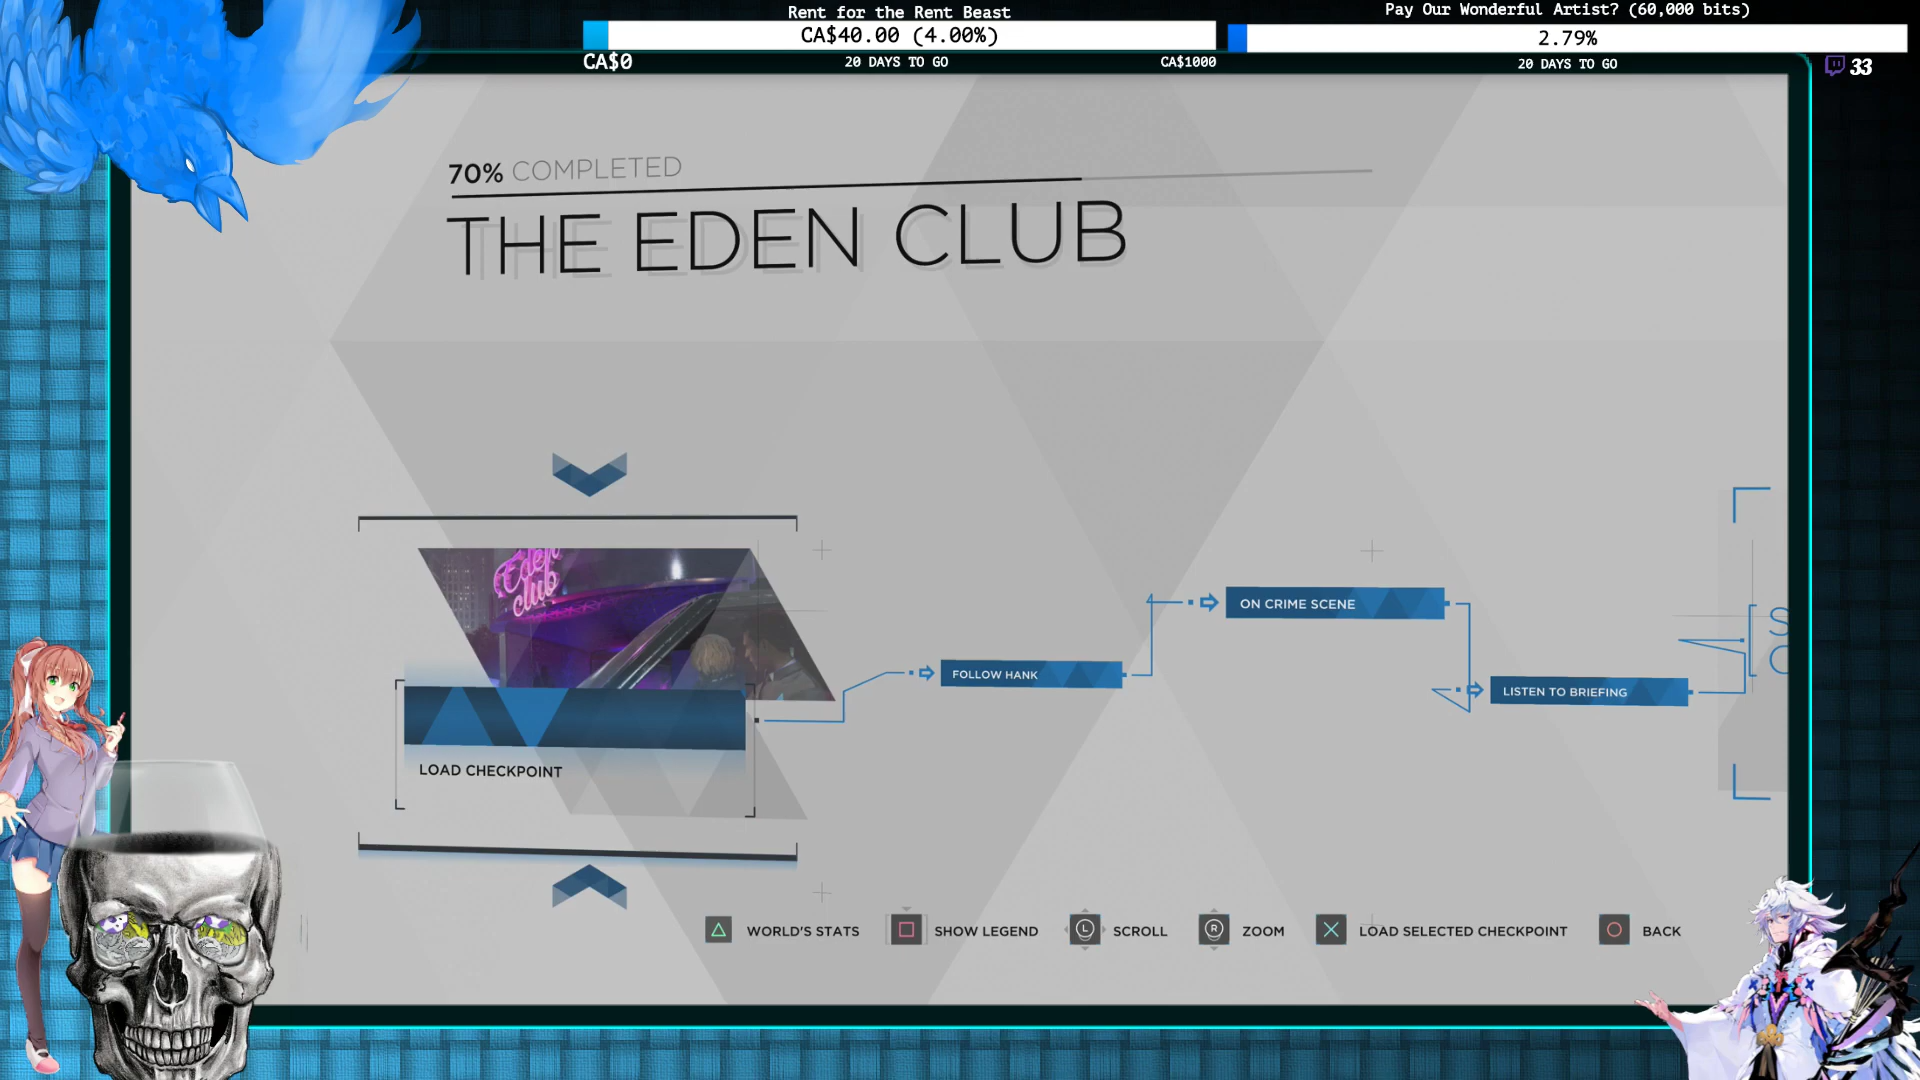 Rent for the Rent Beast
CA$40.00 (4.00%)
CA$0
20 DAYS TO GO
CA$1000
Pay Our Wonderful Artist? (60,000 bits)
2.79%
20 DAYS TO GO
33
70% COMPLETED
THE EDEN CLUB
Eden
club
ON CRIME SCENE
FOLLOW HANK
LISTEN TO BRIEFING
LOAD CHECKPOINT
WORLD'S STATS
SHOW LEGEND
L
SCROLL
R
ZOOM
LOAD SELECTED CHECKPOINT
BACK